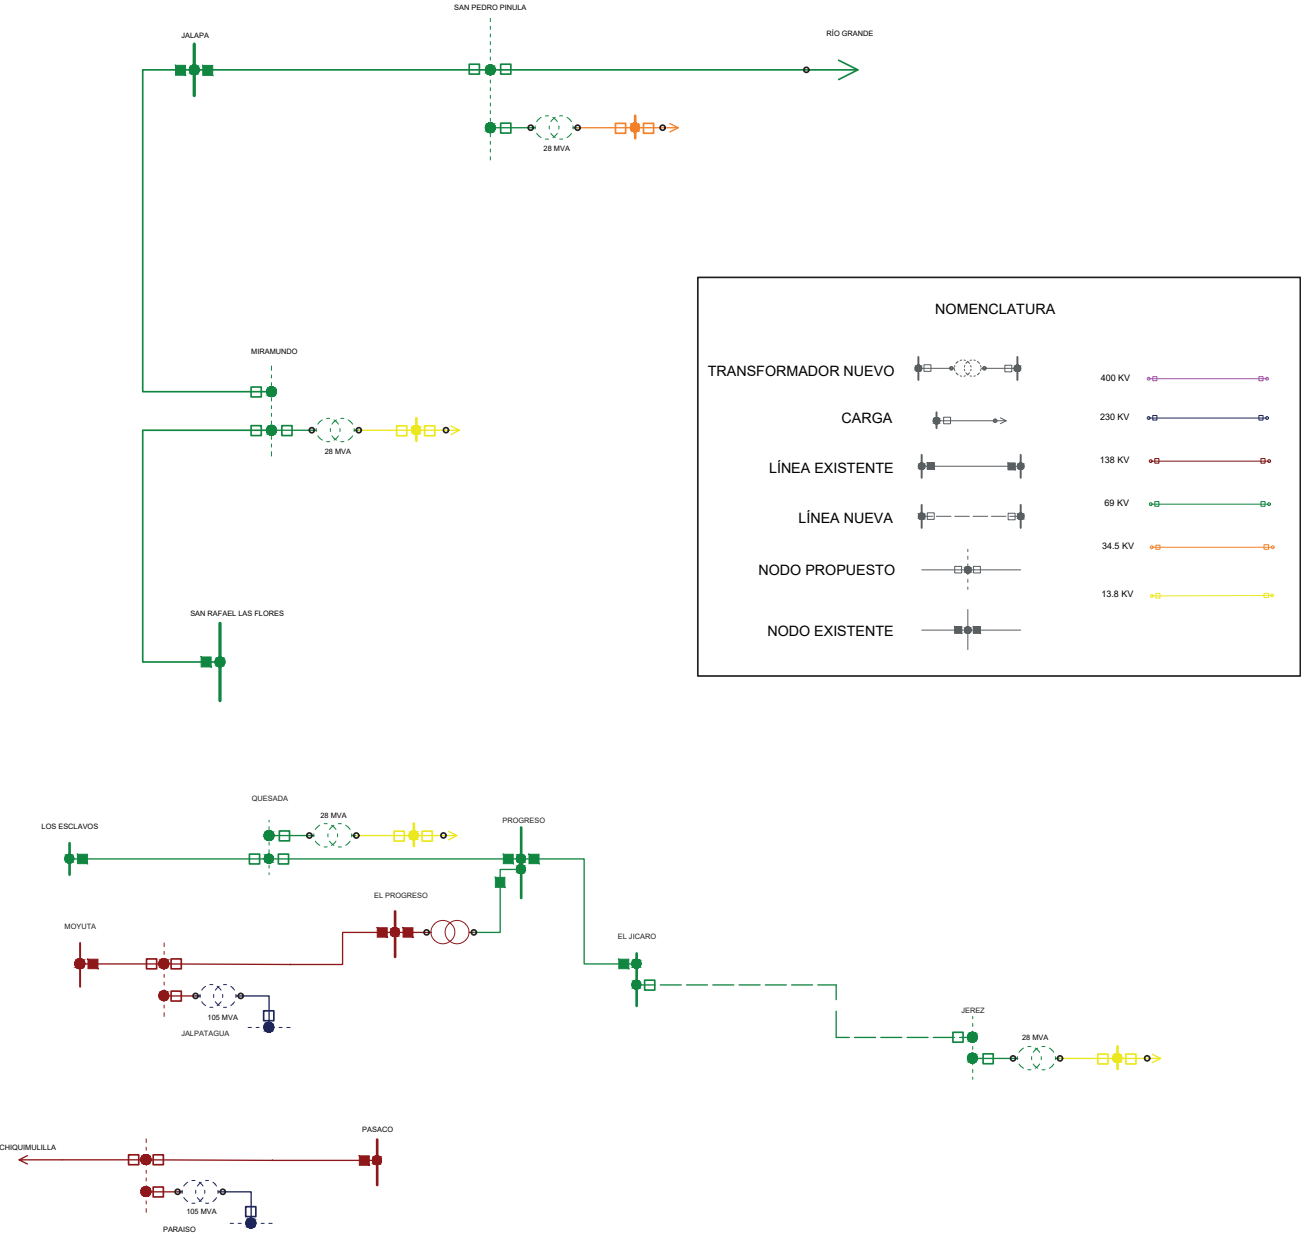 SAN PEDRO PINULA
JALAPA
RÍO GRANDE
28 MVA
NOMENCLATURA
MIRAMUNDO
TRANSFORMADOR NUEVO
400 KV
CARGA
230 KV
28 MVA
138 KV
LÍNEA EXISTENTE
69 KV
LÍNEA NUEVA
34.5 KV
NODO PROPUESTO
13.8 KV
SAN RAFAEL LAS FLORES
NODO EXISTENTE
QUESADA
28 MVA
LOS ESCLAVOS
PROGRESO
EL PROGRESO
MOYUTA
EL JICARO
JEREZ
105 MVA
JALPATAGUA
28 MVA
PASACO
CHIQUIMULILLA
105 MVA
PARAISO